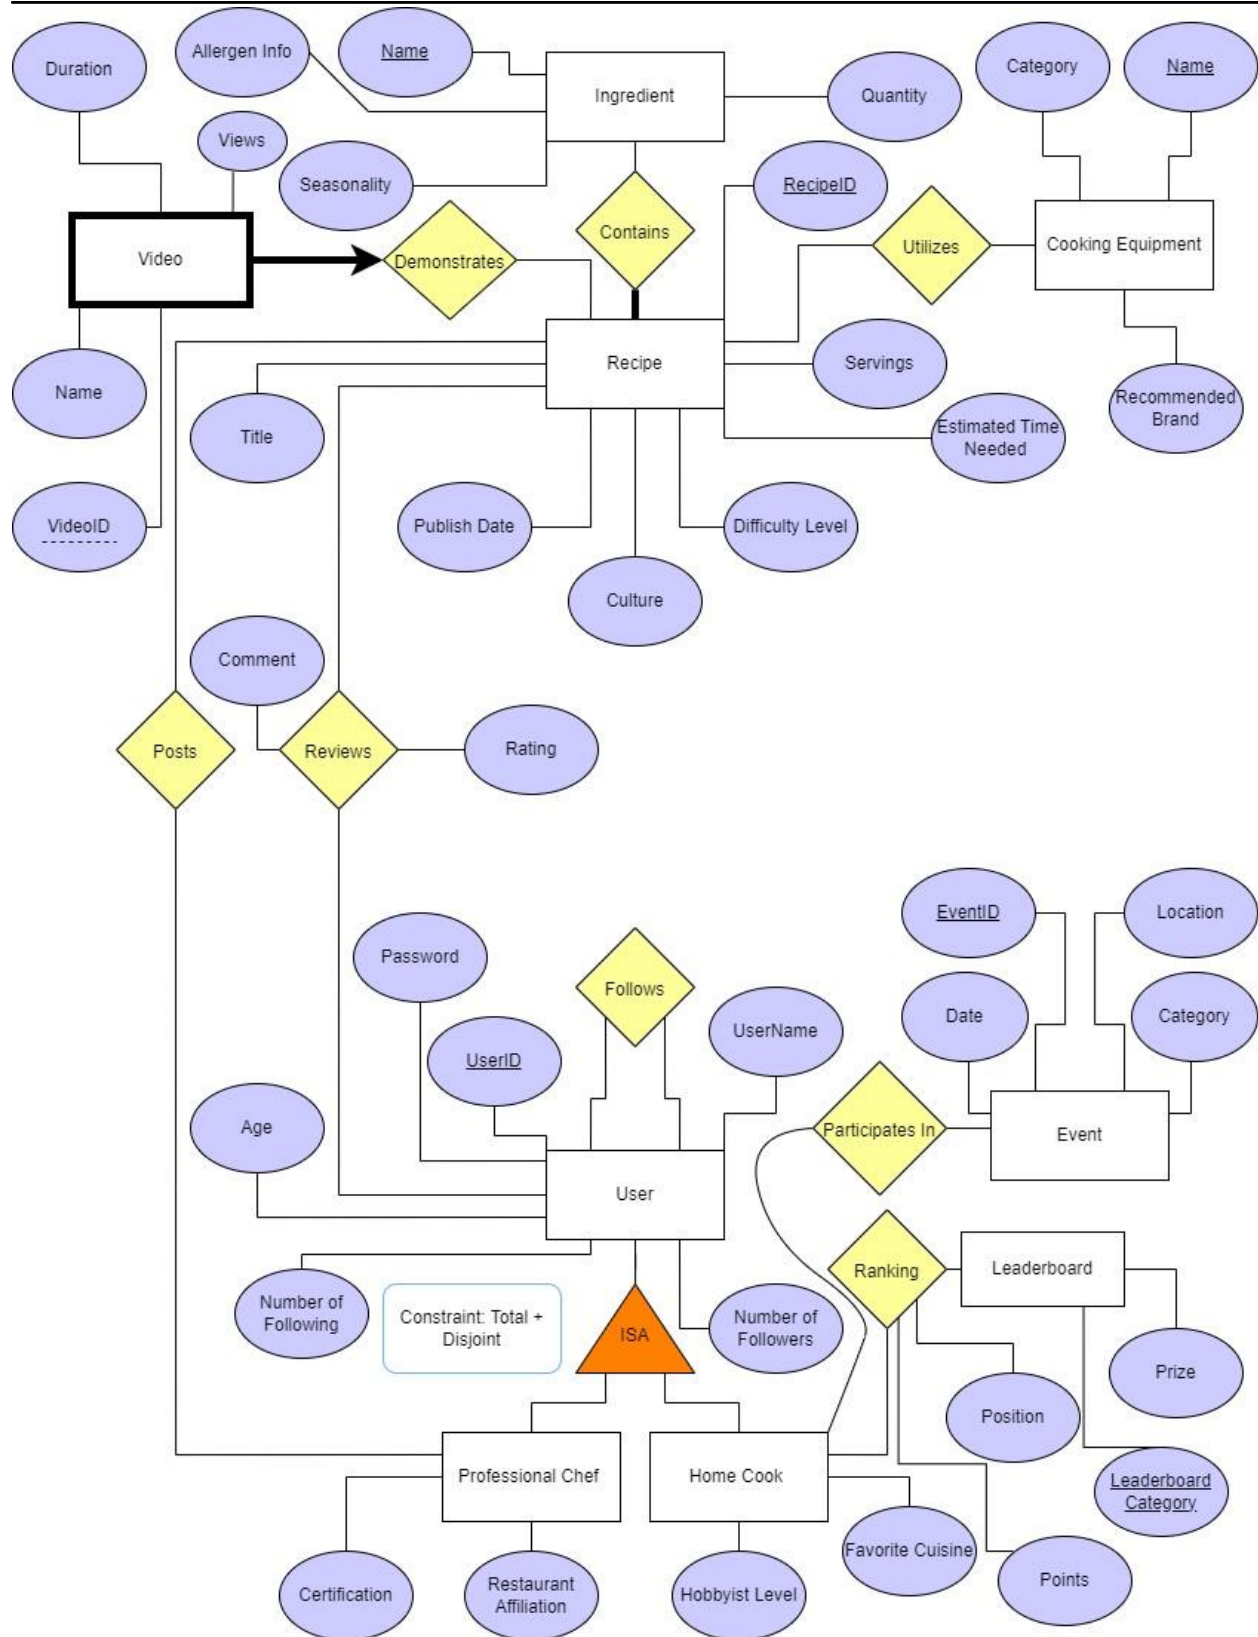 Allergen Info
Name
Category
Name
Duration
Ingredient
Quantity
Views
Seasonality
RecipeID
Contains
Utilizes
Cooking Equipment
Video
Demonstrates
Recipe
Servings
Name
Recommended
Brand
Title
Estimated Time
Needed
VideoID
Publish Date
Difficulty Level
Culture
Comment
Posts
Reviews
Rating
EventID
Location
Password
Follows
UserName
Date
Category
UserID
Age
Participates In
Event
User
Ranking
Leaderboard
Number of
Following
Constraint: Total +
Disjoint
ISA
Number of
Followers
Prize
Position
Professional Chef
Home Cook
Leaderboard
Category
Favorite Cuisine
Certification
Restaurant
Affiliation
Hobbyist Level
Points